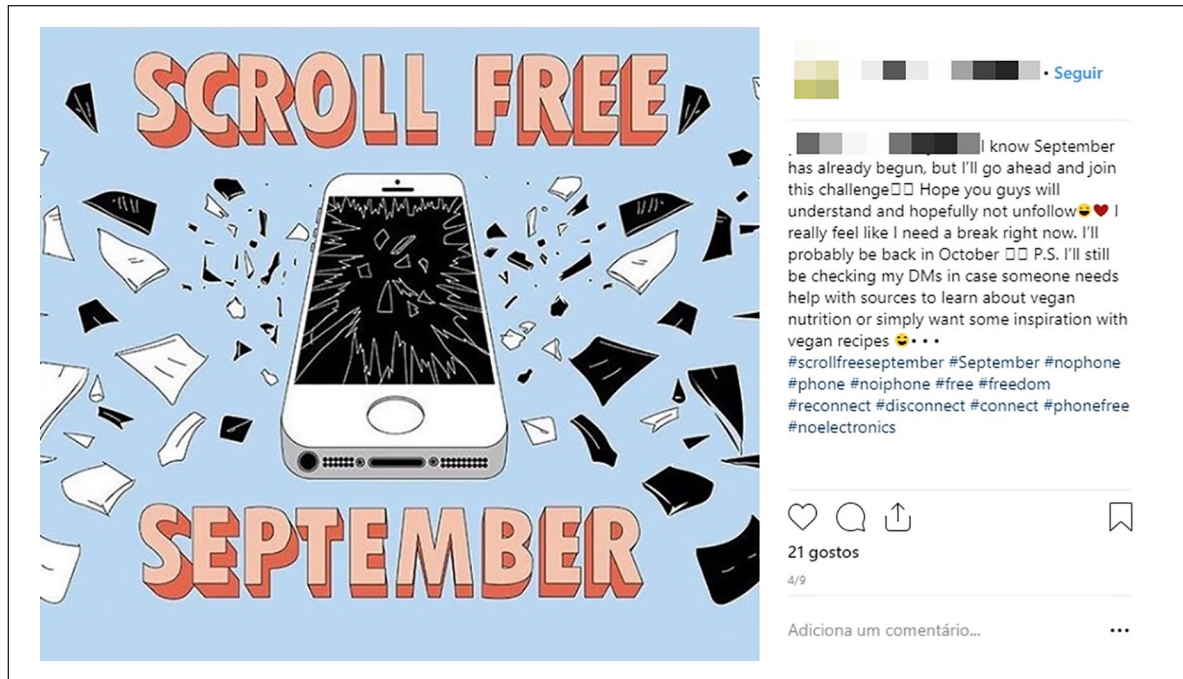 SCROLL FREE
SEPTEMBER
• Seguir
I know September
has already begun, but I'll go ahead and join
this challenge□□ Hope you guys will
understand and hopefully not unfollow😅❤ I
really feel like I need a break right now. I'll
probably be back in October □□ P.S. I'll still
be checking my DMs in case someone needs
help with sources to learn about vegan
nutrition or simply want some inspiration with
vegan recipes 😅• • •
#scrollfreeseptember #September #nophone
#phone #noiphone #free #freedom
#reconnect #disconnect #connect #phonefree
#noelectronics
21 gostos
4/9
Adiciona um comentário...